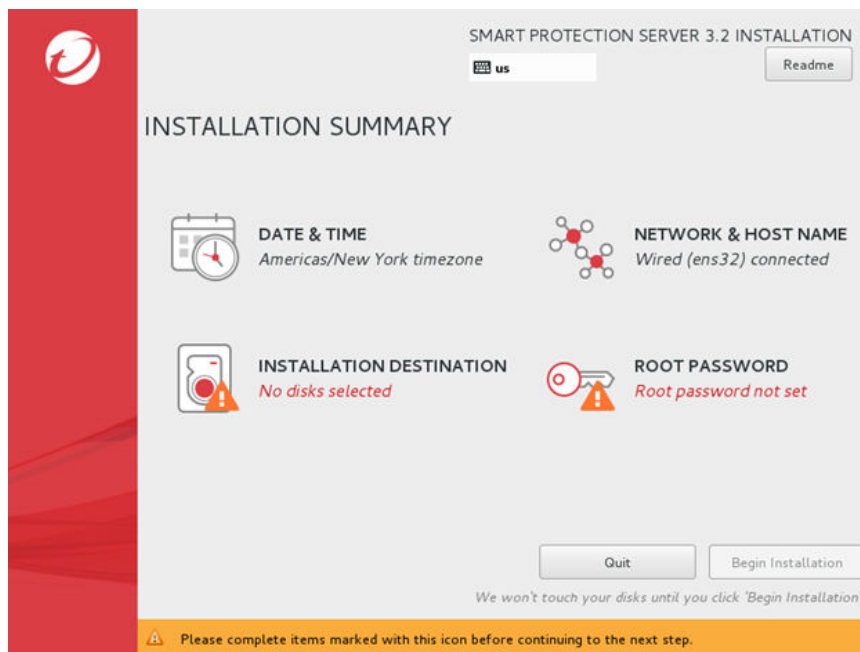 SMART PROTECTION SERVER 3.2 INSTALLATION
us
Readme
INSTALLATION SUMMARY
DATE & TIME
Americas/New York timezone
NETWORK & HOST NAME
Wired (ens32) connected
INSTALLATION DESTINATION
No disks selected
ROOT PASSWORD
Root password not set
Quit
Begin Installation
We won't touch your disks until you click 'Begin Installation
Please complete items marked with this icon before continuing to the next step.